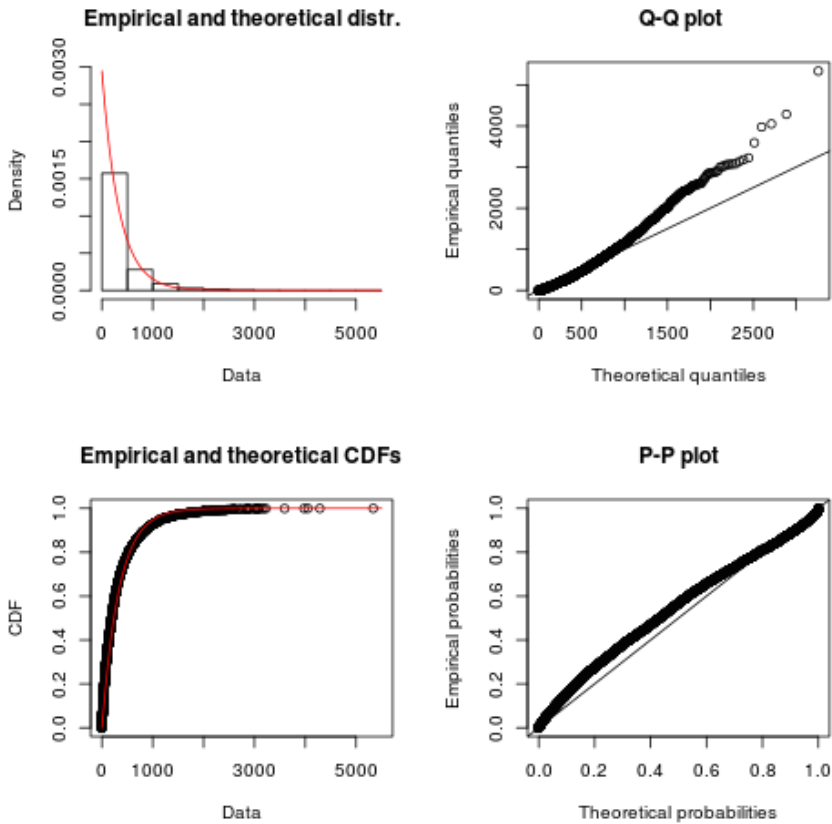 Empirical and theoretical distr.
Density
0.0000 0.0015 0.0030
0 1000 3000 5000
Data
Q-Q plot
Empirical quantiles
0 2000 4000
0 500 1500 2500
Theoretical quantiles
Empirical and theoretical CDFs
CDF
0.0 0.2 0.4 0.6 0.8 1.0
0 1000 3000 5000
Data
P-P plot
Empirical probabilities
0.0 0.2 0.4 0.6 0.8 1.0
0.0 0.2 0.4 0.6 0.8 1.0
Theoretical probabilities